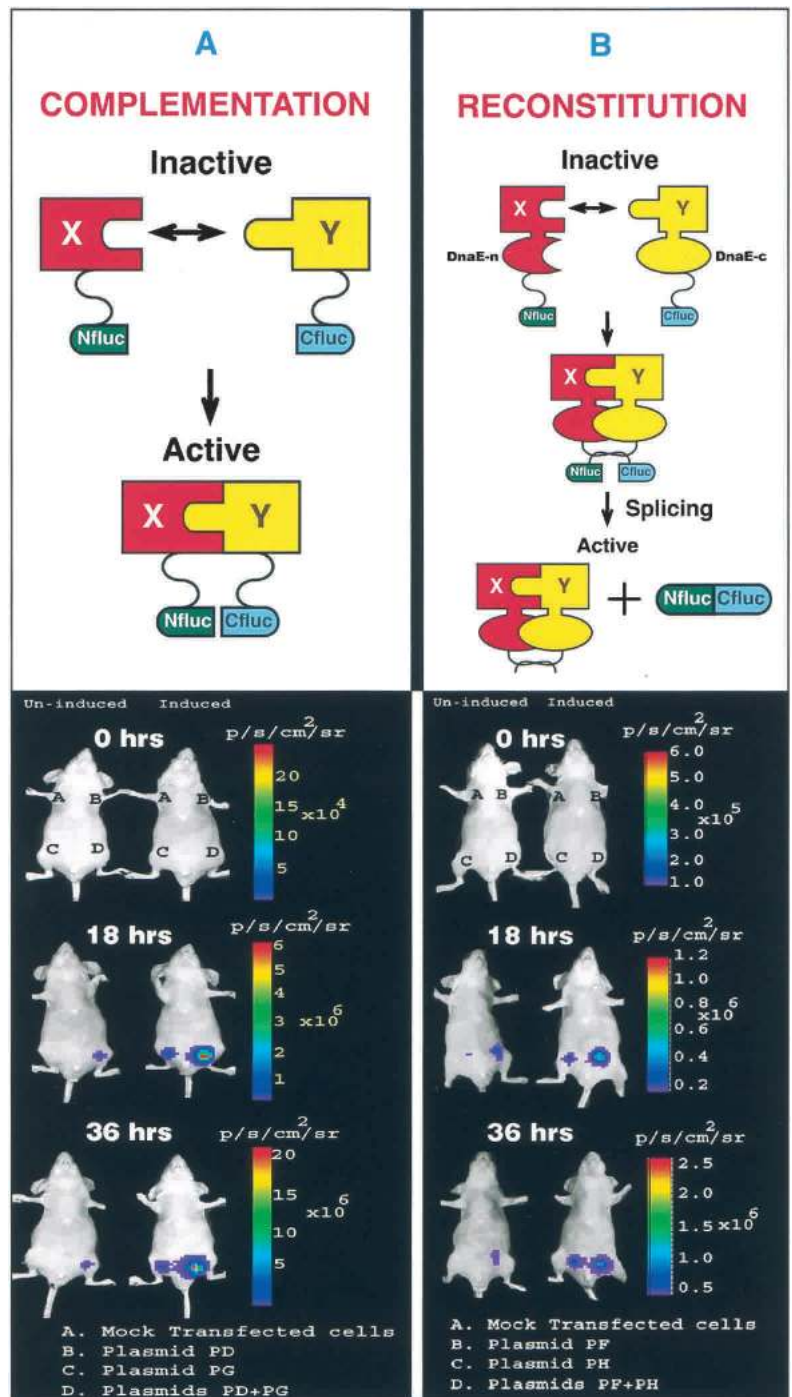 A
COMPLEMENTATION
Inactive
X
Y
Nfluc
Cfluc
Active
X
Y
Nfluc
Cfluc
Un-induced Induced
0 hrs
p/s/cm2/sr
A B A B
C D C D
20
15
10
5
x10^4
18 hrs
p/s/cm2/sr
6
5
4
3
2
1
x10^6
36 hrs
p/s/cm2/sr
20
15
10
5
x10^6
A. Mock Transfected cells
B. Plasmid PD
C. Plasmid PG
D. Plasmids PD+PG
B
RECONSTITUTION
Inactive
X
Y
DnaE-n
DnaE-c
Nfluc
Cfluc
X
Y
Nfluc
Cfluc
Splicing
Active
X
Y
+
Nfluc Cfluc
Un-induced Induced
0 hrs
p/s/cm2/sr
A B A B
C D C D
6.0
5.0
4.0
3.0
2.0
1.0
x10^5
18 hrs
p/s/cm2/sr
1.2
1.0
0.8
0.6
0.4
0.2
x10^6
36 hrs
p/s/cm2/sr
2.5
2.0
1.5
1.0
0.5
x10^6
A. Mock Transfected cells
B. Plasmid PF
C. Plasmid PH
D. Plasmids PF+PH